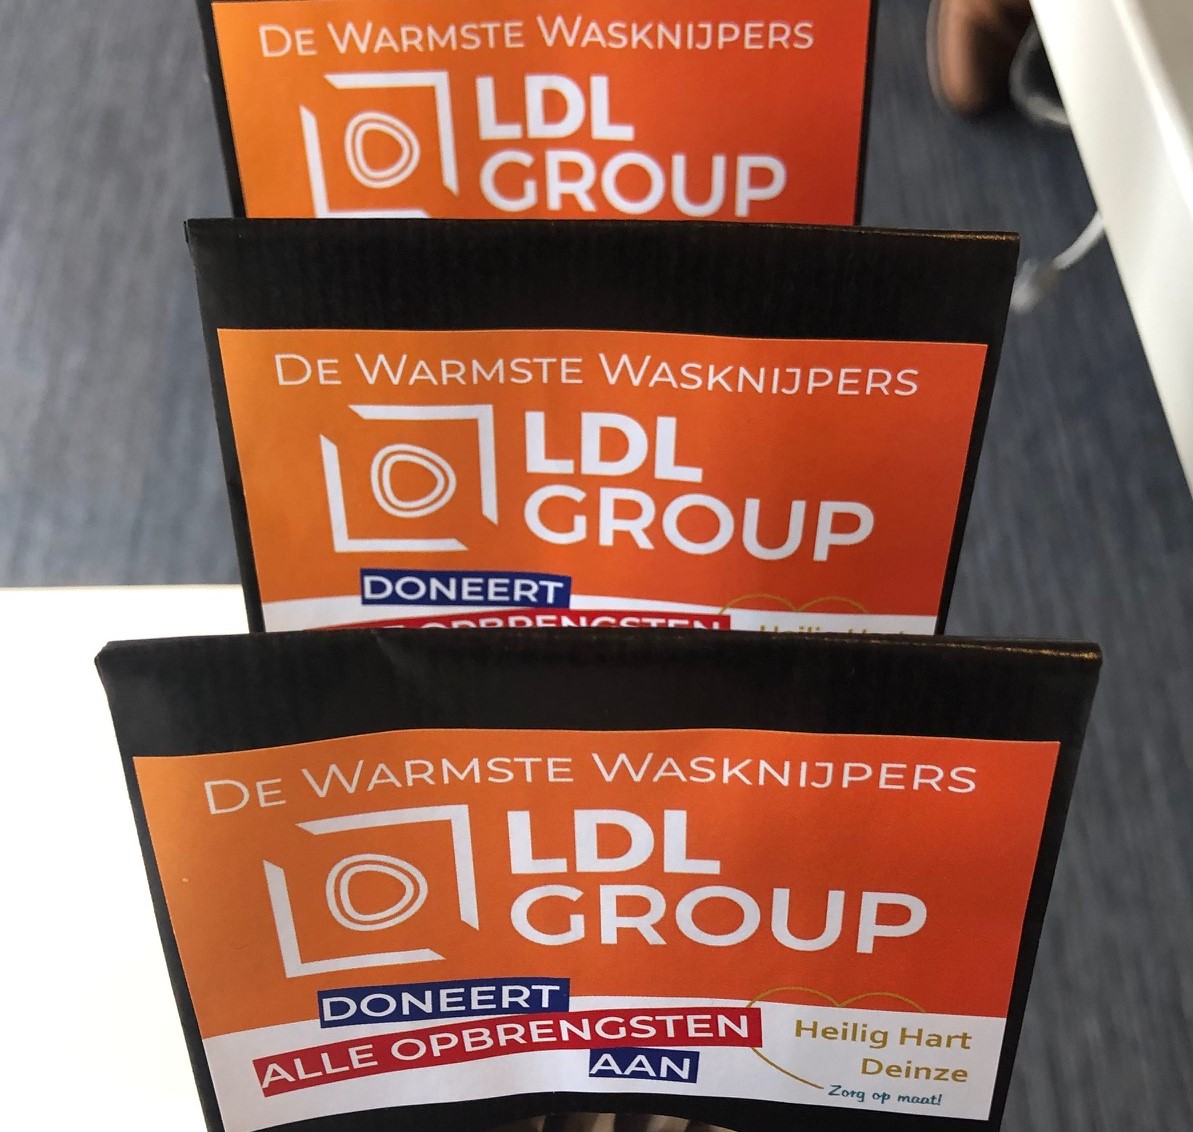 DE WARMSTE WASKNIJPERS
LDL
GROUP
DE WARMSTE WASKNIJPERS
LDL
GROUP
DONEERT
OPBRENGSTEN
DE WARMSTE WASKNIJPERS
LDL
GROUP
DONEERT
ALLE OPBRENGSTEN
AAN
Heilig Hart
Deinze
Zorg op maat!